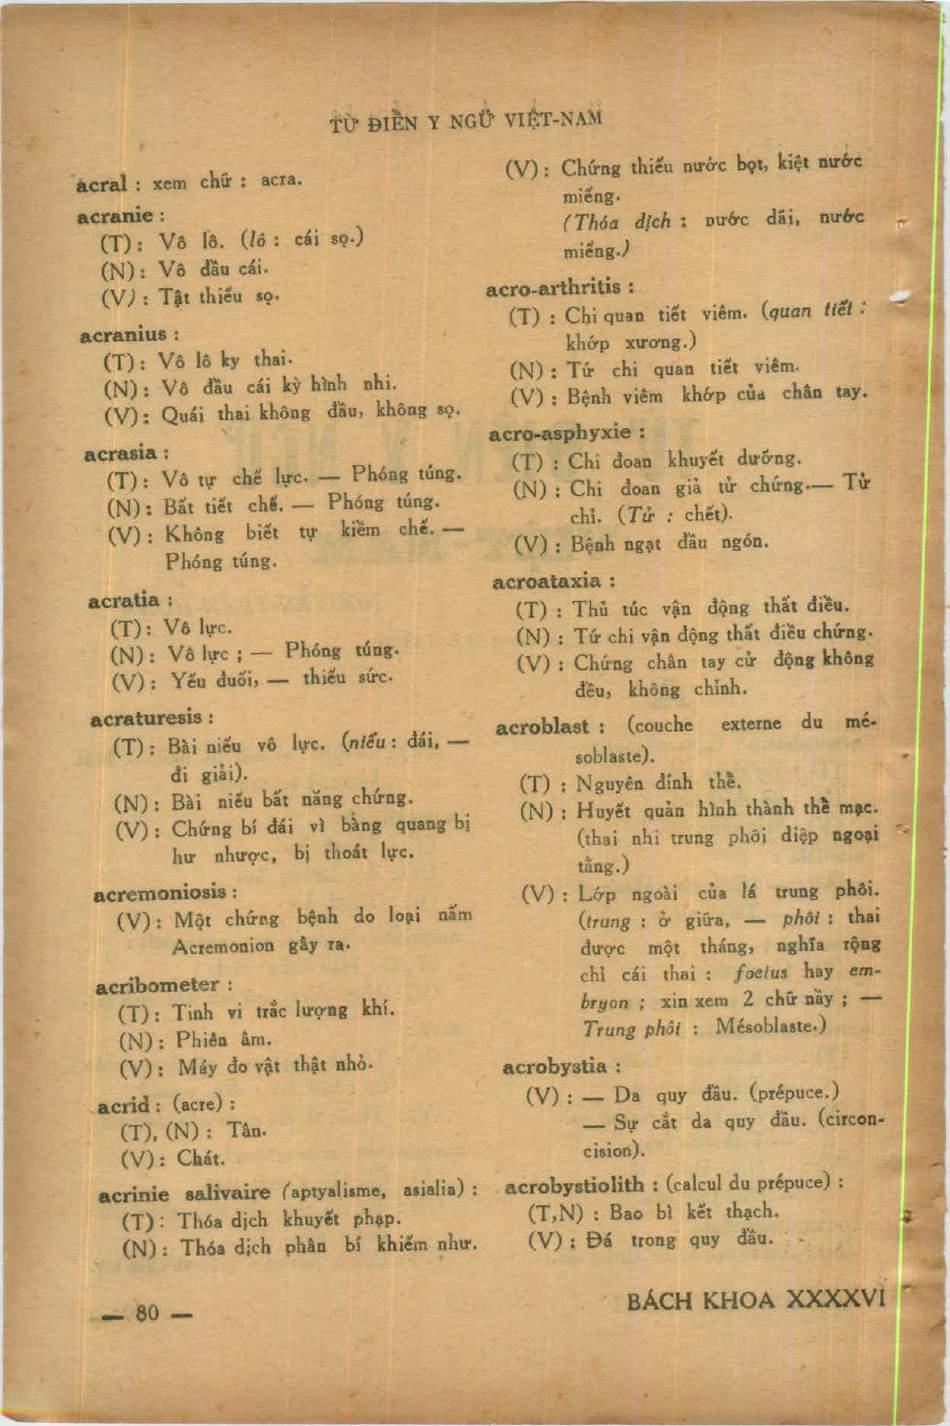 TỪ ĐIỂN Y NGỮ VIỆT-NAM
acral : xem chữ : acra.
acranie :
(T) : Vô lô. (lô : cái sọ.)
(N) : Vô đầu cái.
(V) : Tật thiếu sọ.
acranius :
(T) : Vô lô ky thai.
(N) : Vô đầu cái kỳ hình nhi.
(V) : Quái thai không đầu, không sọ.
acrasia :
(T) : Vô tự chế lực. — Phóng túng.
(N) : Bất tiết chế. — Phóng túng.
(V) : Không biết tự kiềm chế. —
Phóng túng.
acratia :
(T) : Vô lực.
(N) : Vô lực ; — Phóng túng.
(V) : Yếu đuối, — thiếu sức.
acraturesis :
(T) : Bài niếu vô lực. (niếu : đái, —
đi giải).
(N) : Bài niếu bất năng chứng.
(V) : Chứng bí đái vì bàng quang bị
hư nhược, bị thoát lực.
acremoniosis :
(V) : Một chứng bệnh do loại nấm
Acremonion gây ra.
acribometer :
(T) : Tinh vi trắc lượng khí.
(N) : Phiên âm.
(V) : Máy đo vật thật nhỏ.
acrid : (acre) :
(T), (N) : Tân.
(V) : Chát.
acrinie salivaire (aptyalisme, asialia) :
(T) : Thóa dịch khuyết phạp.
(N) : Thóa dịch phân bí khiếm như.
(V) : Chứng thiếu nước bọt, kiệt nước
miếng.
(Thóa dịch : nước dãi, nước
miếng.)
acro-arthritis :
(T) : Chi quan tiết viêm. (quan tiết :
khớp xương.)
(N) : Tứ chi quan tiết viêm.
(V) : Bệnh viêm khớp của chân tay.
acro-asphyxie :
(T) : Chi đoan khuyết dưỡng.
(N) : Chi đoan giả tử chứng.— Tử
chỉ. (Tử : chết).
(V) : Bệnh ngạt đầu ngón.
acroataxia :
(T) : Thủ túc vận động thất điều.
(N) : Tứ chi vận động thất điều chứng.
(V) : Chứng chân tay cử động không
đều, không chỉnh.
acroblast : (couche externe du mé-
soblaste).
(T) : Nguyên đính thể.
(N) : Huyết quản hình thành thể mạc.
(thai nhi trung phôi diệp ngoại
tầng.)
(V) : Lớp ngoài của lá trung phôi.
(trung : ở giữa, — phôi : thai
được một tháng, nghĩa rộng
chỉ cái thai : foetus hay em-
bryon ; xin xem 2 chữ nầy ; —
Trung phôi : Mésoblaste.)
acrobystia :
(V) : — Da quy đầu. (prépuce.)
— Sự cắt da quy đầu. (circon-
cision).
acrobystiolith : (calcul du prépuce) :
(T,N) : Bao bì kết thạch.
(V) : Đá trong quy đầu.
— 80 —
BÁCH KHOA XXXXVI